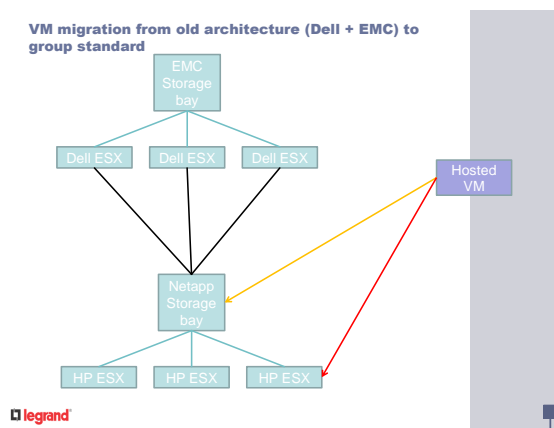 VM migration from old architecture (Dell + EMC) to
group standard
EMC
Storage
bay
Dell ESX
Dell ESX
Dell ESX
Hosted
VM
Netapp
Storage
bay
HP ESX
HP ESX
HP ESX
legrand